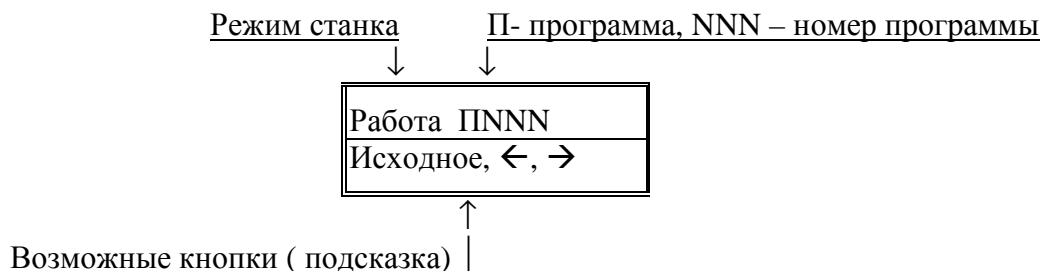 Режим станка П- программа, NNN – номер программы
↓ ↓
Работа ПNNN
Исходное, ←, →
↑
Возможные кнопки ( подсказка)